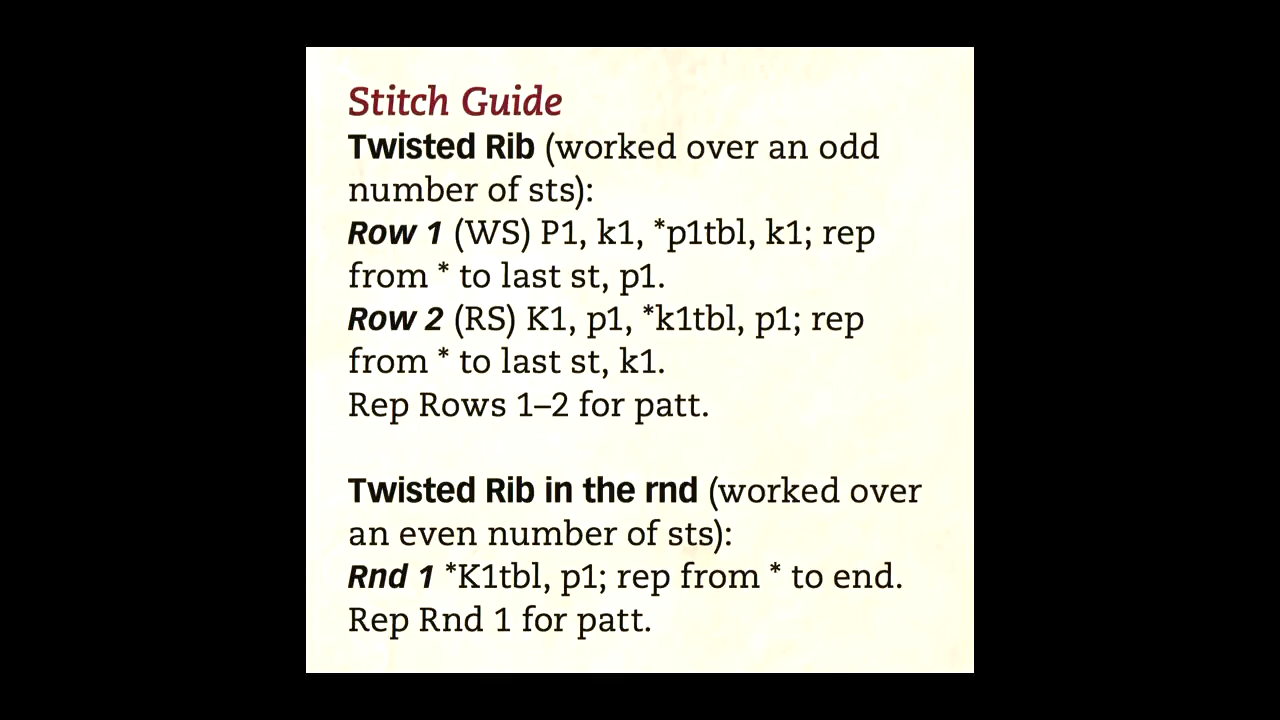 Stitch Guide
Twisted Rib (worked over an odd
number of sts):
Row 1 (WS) P1, k1, *p1tbl, k1; rep
from * to last st, p1.
Row 2 (RS) K1, p1, *k1tbl, p1; rep
from * to last st, k1.
Rep Rows 1–2 for patt.
Twisted Rib in the rnd (worked over
an even number of sts):
Rnd 1 *K1tbl, p1; rep from * to end.
Rep Rnd 1 for patt.